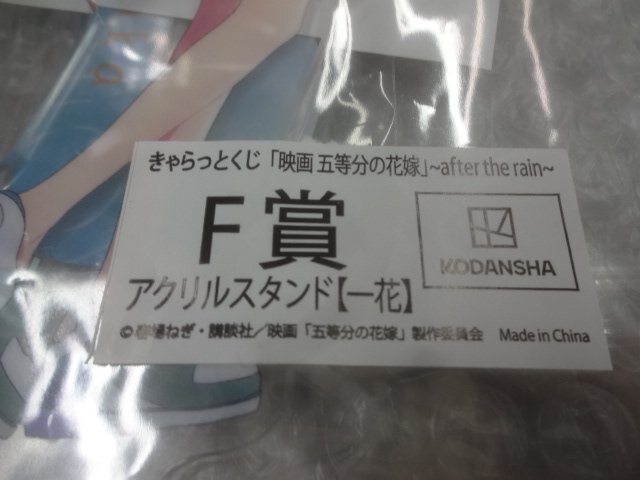 きゃらっとくじ「映画 五等分の花嫁」~after the rain~
F賞
KODANSHA
アクリルスタンド【一花】
©春場ねぎ・講談社／映画「五等分の花嫁」製作委員会 Made in China